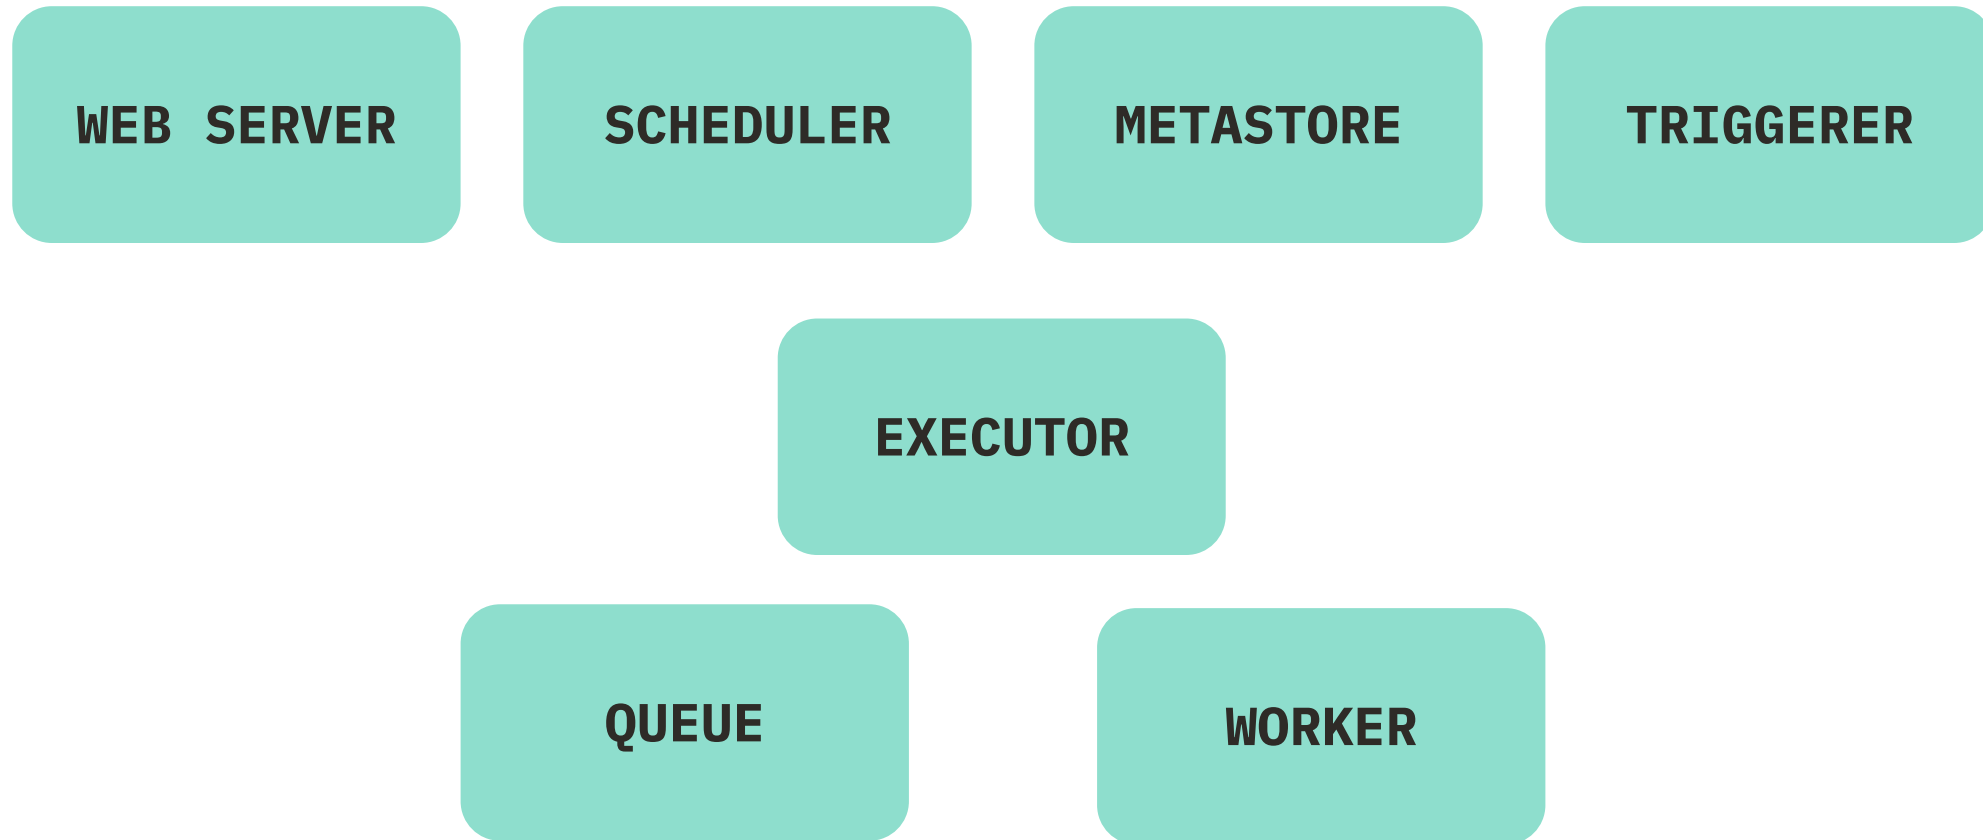 WEB SERVER
SCHEDULER
METASTORE
TRIGGERER
EXECUTOR
QUEUE
WORKER